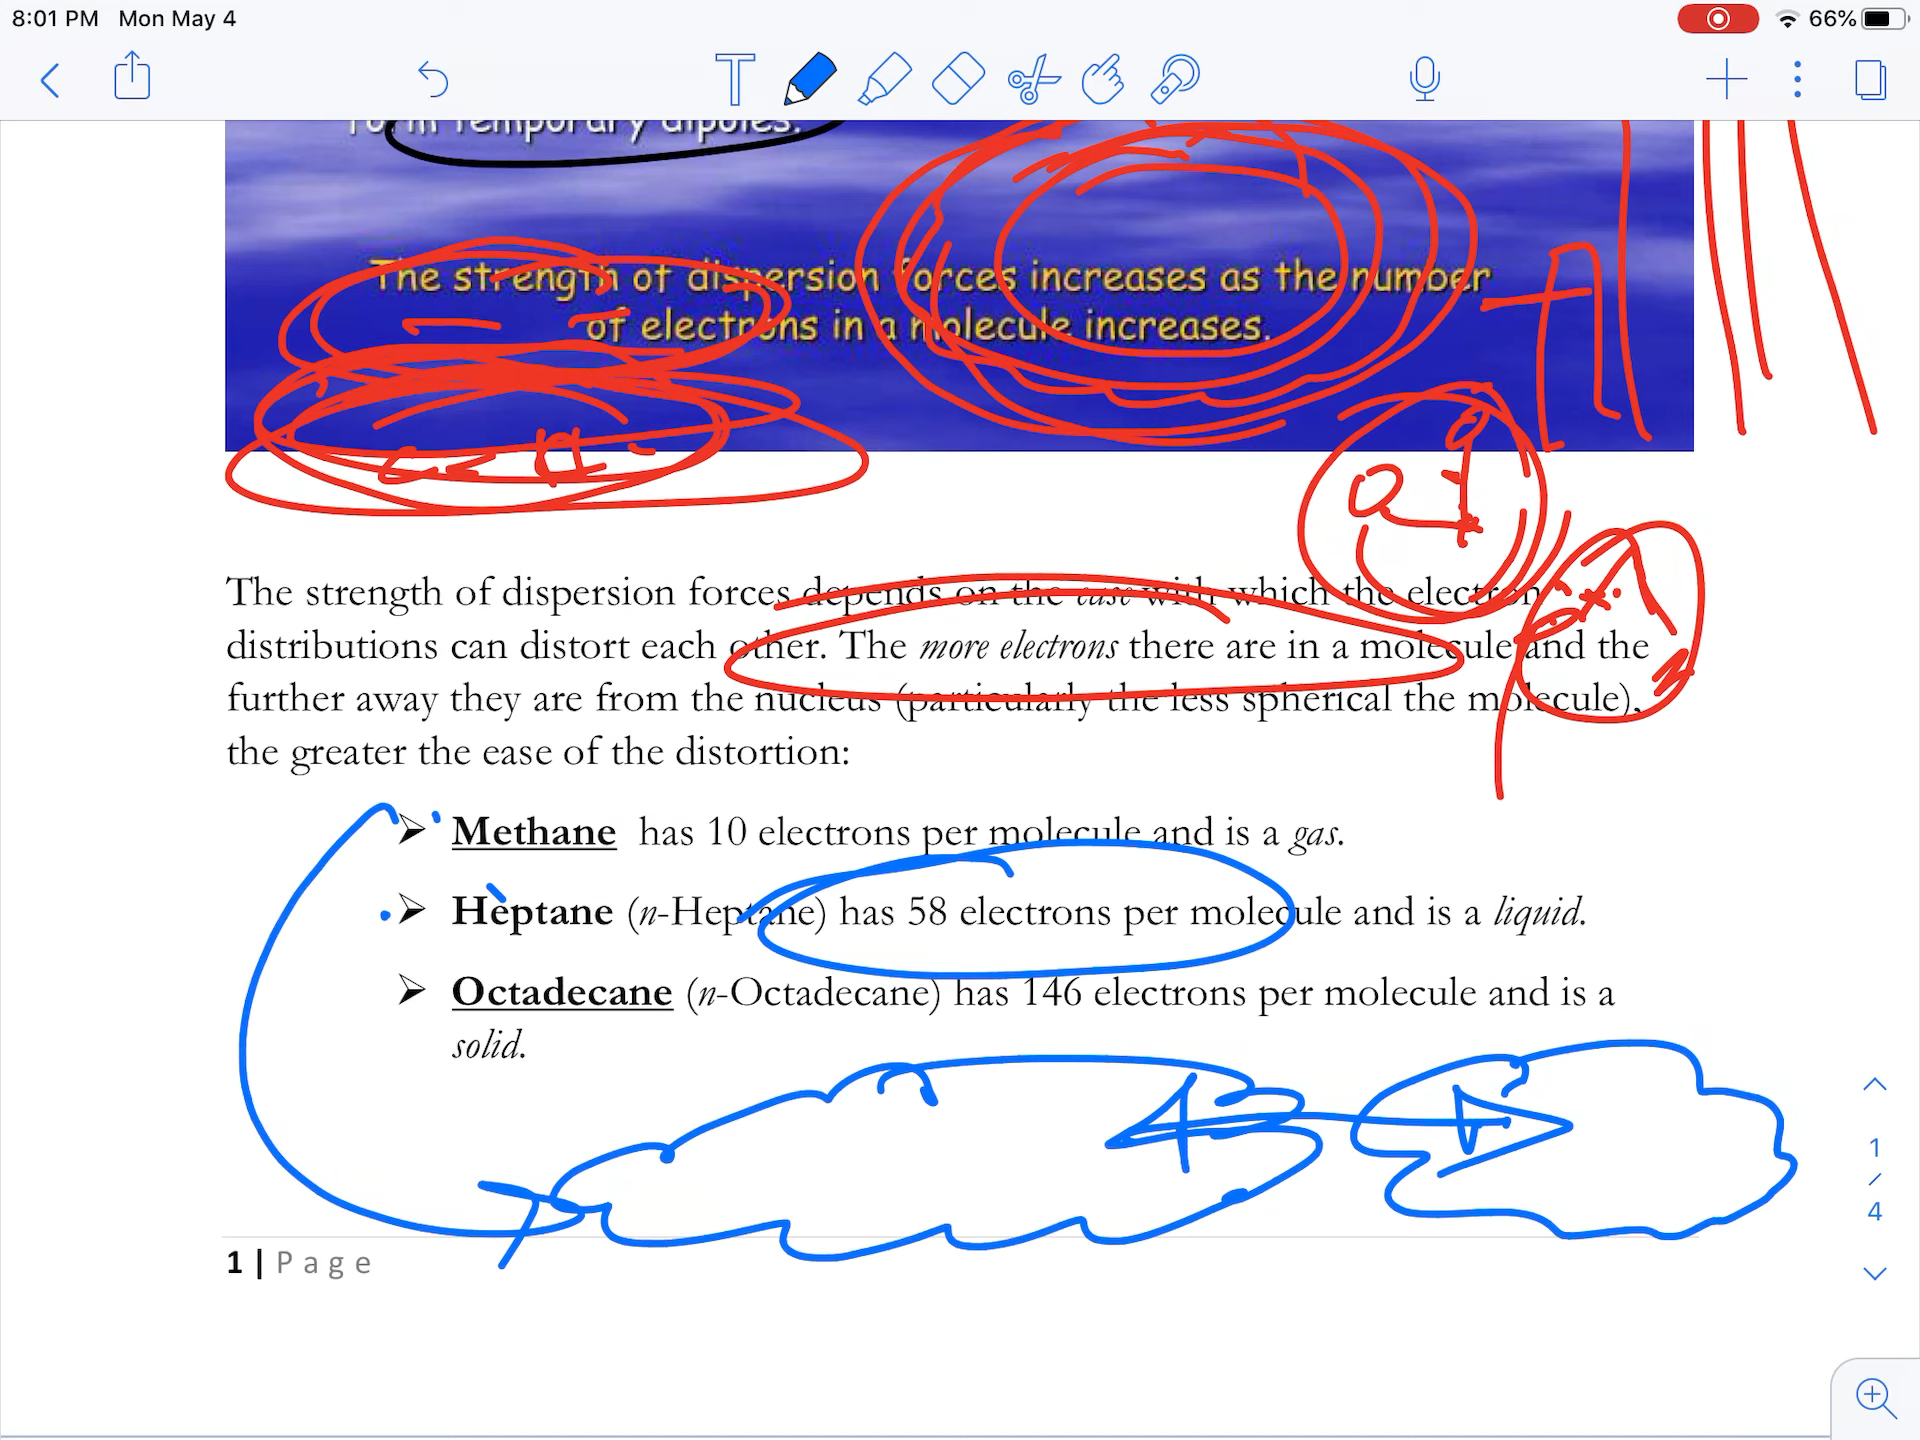 8:01 PM Mon May 4
66%
T
form temporary dipoles.
The strength of dispersion forces increases as the number
of electrons in a molecule increases.
The strength of dispersion forces depends on the ease with which the electron
distributions can distort each other. The more electrons there are in a molecule and the
further away they are from the nucleus (particularly the less spherical the molecule),
the greater the ease of the distortion:
➢ Methane has 10 electrons per molecule and is a gas.
➢ Heptane (n-Heptane) has 58 electrons per molecule and is a liquid.
➢ Octadecane (n-Octadecane) has 146 electrons per molecule and is a
solid.
1
/
4
1 | Page